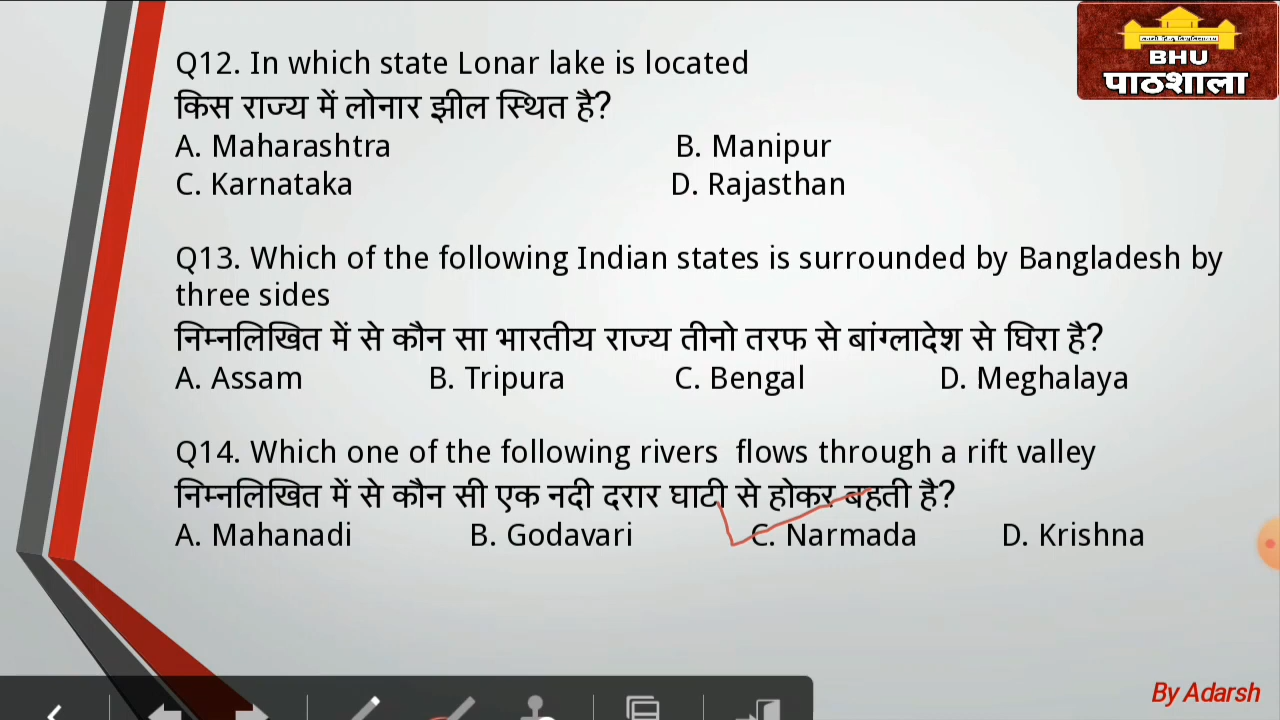 Q12. In which state Lonar lake is located
किस राज्य में लोनार झील स्थित है?
A. Maharashtra B. Manipur
C. Karnataka D. Rajasthan
Q13. Which of the following Indian states is surrounded by Bangladesh by
three sides
निम्नलिखित में से कौन सा भारतीय राज्य तीनो तरफ से बांग्लादेश से घिरा है?
A. Assam B. Tripura C. Bengal D. Meghalaya
Q14. Which one of the following rivers flows through a rift valley
निम्नलिखित में से कौन सी एक नदी दरार घाटी से होकर बहती है?
A. Mahanadi B. Godavari C. Narmada D. Krishna
BHU
पाठशाला
By Adarsh